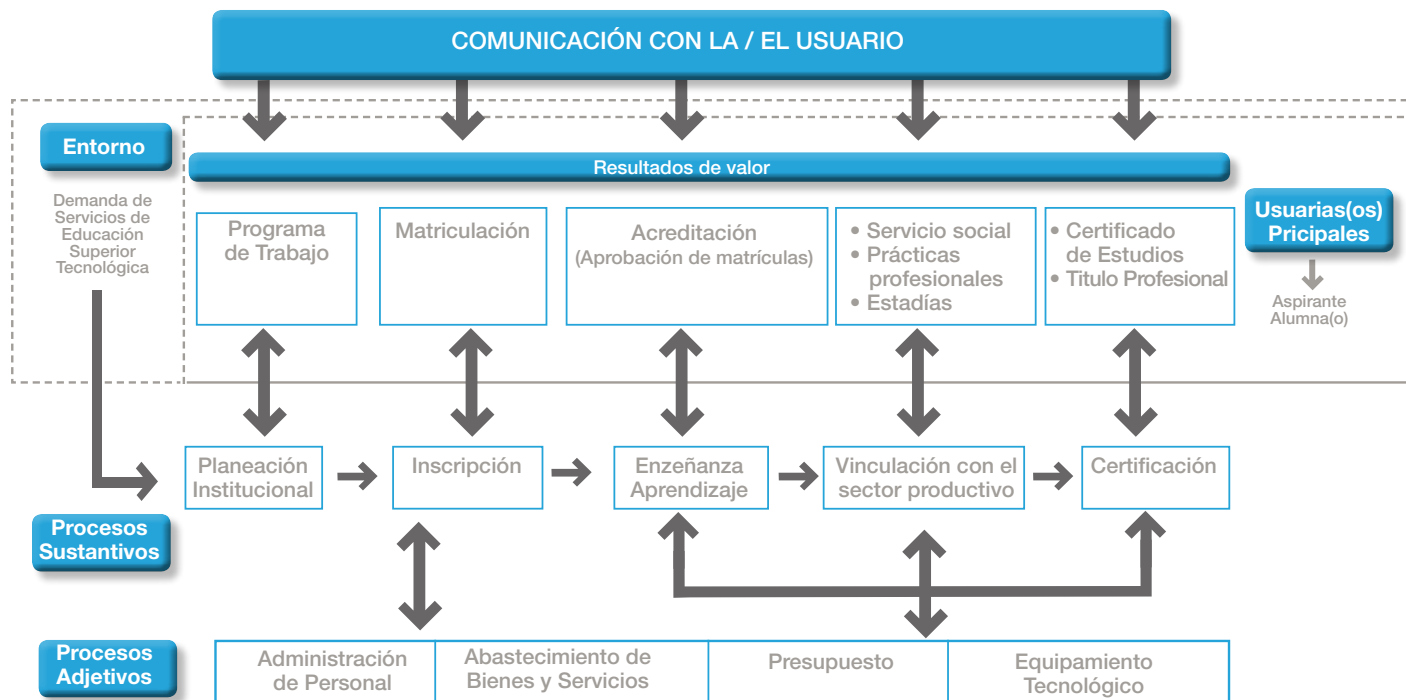 COMUNICACIÓN CON LA / EL USUARIO
Entorno
Demanda de
Servicios de
Educación
Superior
Tecnológica
Resultados de valor
Programa
de Trabajo
Matriculación
Acreditación
(Aprobación de matrículas)
• Servicio social
• Prácticas
profesionales
• Estadías
• Certificado
de Estudios
• Titulo Profesional
Usuarias(os)
Pricipales
Aspirante
Alumna(o)
Planeación
Institucional
Inscripción
Enzeñanza
Aprendizaje
Vinculación con el
sector productivo
Certificación
Procesos
Sustantivos
Procesos
Adjetivos
Administración
de Personal
Abastecimiento de
Bienes y Servicios
Presupuesto
Equipamiento
Tecnológico